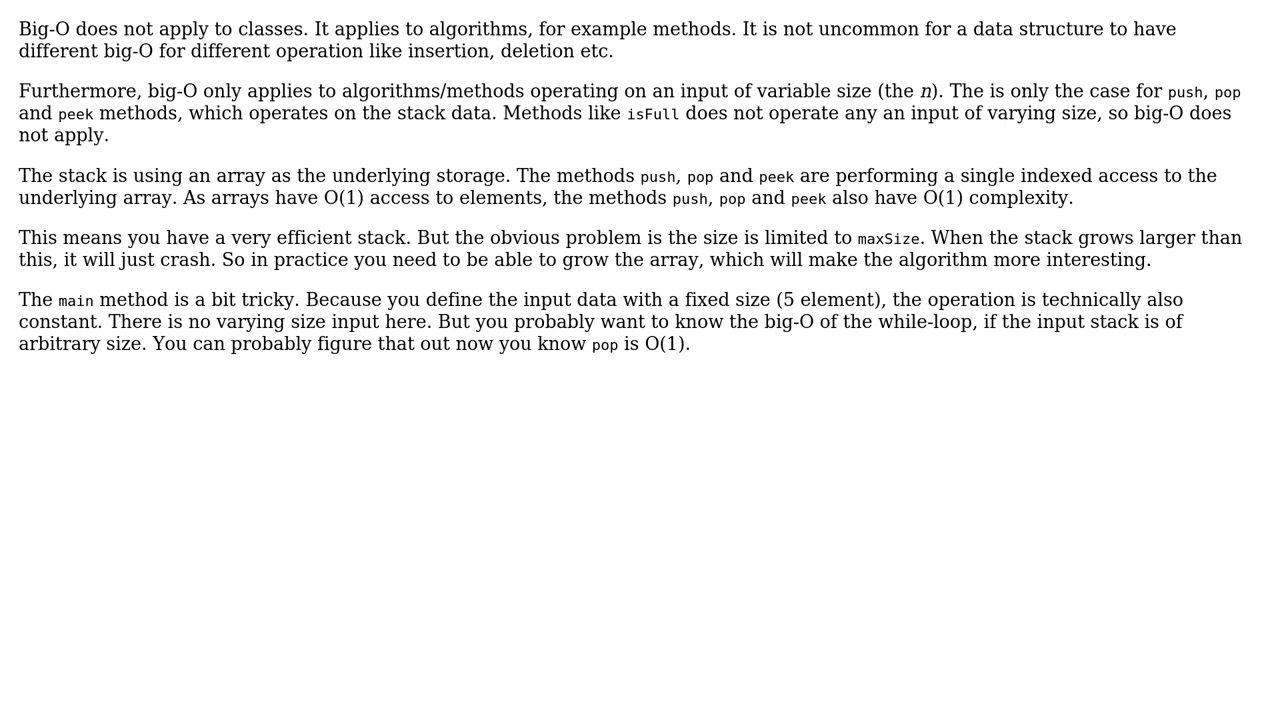 Big-O does not apply to classes. It applies to algorithms, for example methods. It is not uncommon for a data structure to have
different big-O for different operation like insertion, deletion etc.
Furthermore, big-O only applies to algorithms/methods operating on an input of variable size (the n). The is only the case for push, pop
and peek methods, which operates on the stack data. Methods like isFull does not operate any an input of varying size, so big-O does
not apply.
The stack is using an array as the underlying storage. The methods push, pop and peek are performing a single indexed access to the
underlying array. As arrays have O(1) access to elements, the methods push, pop and peek also have O(1) complexity.
This means you have a very efficient stack. But the obvious problem is the size is limited to maxSize. When the stack grows larger than
this, it will just crash. So in practice you need to be able to grow the array, which will make the algorithm more interesting.
The main method is a bit tricky. Because you define the input data with a fixed size (5 element), the operation is technically also
constant. There is no varying size input here. But you probably want to know the big-O of the while-loop, if the input stack is of
arbitrary size. You can probably figure that out now you know pop is O(1).